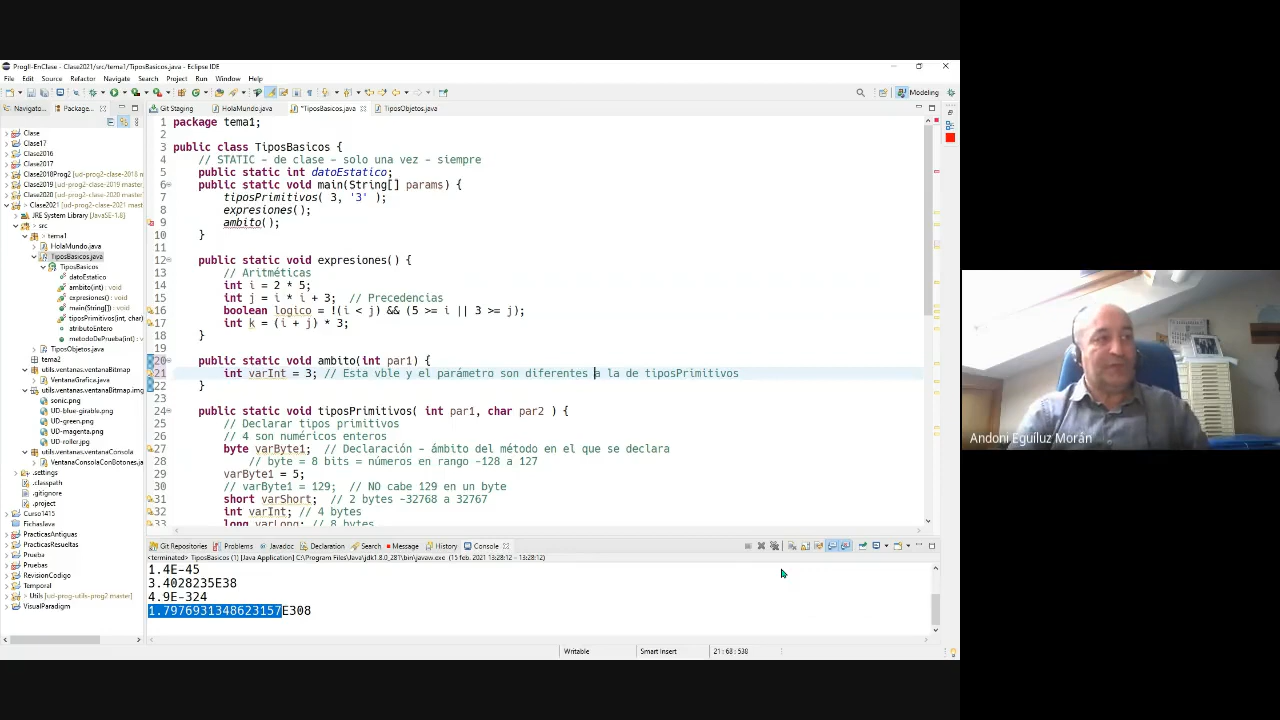 ProgII-EnClase - Clase2021/src/tema1/TiposBasicos.java - Eclipse IDE
File Edit Source Refactor Navigate Search Project Run Window Help
Modeling
Navigato... Package...
Git Staging HolaMundo.java *TiposBasicos.java TiposObjetos.java
Clase
Clase17
Clase2016
Clase2017
Clase2018Prog2 [ud-prog2-clase-2018
Clase2019 [ud-prog2-clase-2019 master]
Clase2020 [ud-prog2-clase-2020 master]
> Clase2021 [ud-prog2-clase-2021 master]
JRE System Library [JavaSE-1.8]
> src
> tema1
HolaMundo.java
TiposBasicos.java
TiposBasicos
datoEstatico
ambito(int) : void
expresiones() : void
main(String[]) : void
tiposPrimitivos(int, char)
atributoEntero
metodoDePrueba(int) : void
TiposObjetos.java
tema2
utils.ventanas.ventanaBitmap
VentanaGrafica.java
utils.ventanas.ventanaBitmap.img
sonic.png
UD-blue-girable.png
UD-green.png
UD-magenta.png
UD-roller.jpg
utils.ventanas.ventanaConsola
VentanaConsolaConBotones.ja
.settings
.classpath
.gitignore
.project
Curso1415
Fichaslava
PracticasAntiguas
PracticasResueltas
Prueba
Pruebas
RevisionCodigo
Temporal
> Utils [ud-prog-utils-prog2 master]
VisualParadigm
1 package tema1;
2
3 public class TiposBasicos {
4 // STATIC - de clase - solo una vez - siempre
5 public static int datoEstatico;
6 public static void main(String[] params) {
7 tiposPrimitivos( 3, '3' );
8 expresiones();
9 ambito();
10 }
11
12 public static void expresiones() {
13 // Aritméticas
14 int i = 2 * 5;
15 int j = i * i + 3; // Precedencias
16 boolean logico = !(i < j) && (5 >= i || 3 >= j);
17 int k = (i + j) * 3;
18 }
19
20 public static void ambito(int par1) {
21 int varInt = 3; // Esta vble y el parámetro son diferentes a la de tiposPrimitivos
22 }
23
24 public static void tiposPrimitivos( int par1, char par2 ) {
25 // Declarar tipos primitivos
26 // 4 son numéricos enteros
27 byte varByte1; // Declaración - ámbito del método en el que se declara
28 // byte = 8 bits = números en rango -128 a 127
29 varByte1 = 5;
30 // varByte1 = 129; // NO cabe 129 en un byte
31 short varShort; // 2 bytes -32768 a 32767
32 int varInt; // 4 bytes
33 long varLong; // 8 bytes
Git Repositories Problems Javadoc Declaration Search Message History Console
<terminated> TiposBasicos (1) [Java Application] C:\Program Files\Java\jdk1.8.0_281\bin\javaw.exe (15 feb. 2021 13:28:12 – 13:28:12)
1.4E-45
3.4028235E38
4.9E-324
1.7976931348623157E308
Writable Smart Insert 21 : 68 : 538
Andoni Eguíluz Morán